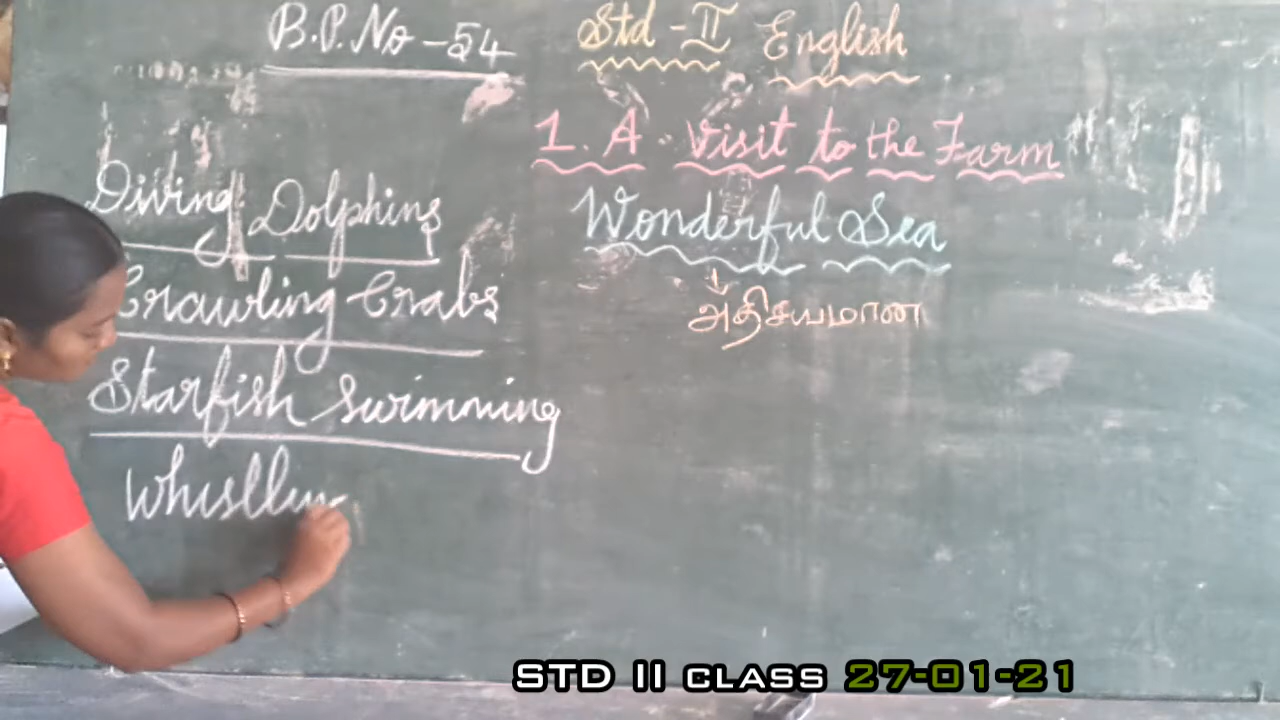 B.P.No - 54
Diving Dolphins
Crawling Crabs
Starfish swimming
Std - II English
1. A. Visit to the Farm
Wonderful Sea
அதிசயமான
STD II CLASS 27-01-21